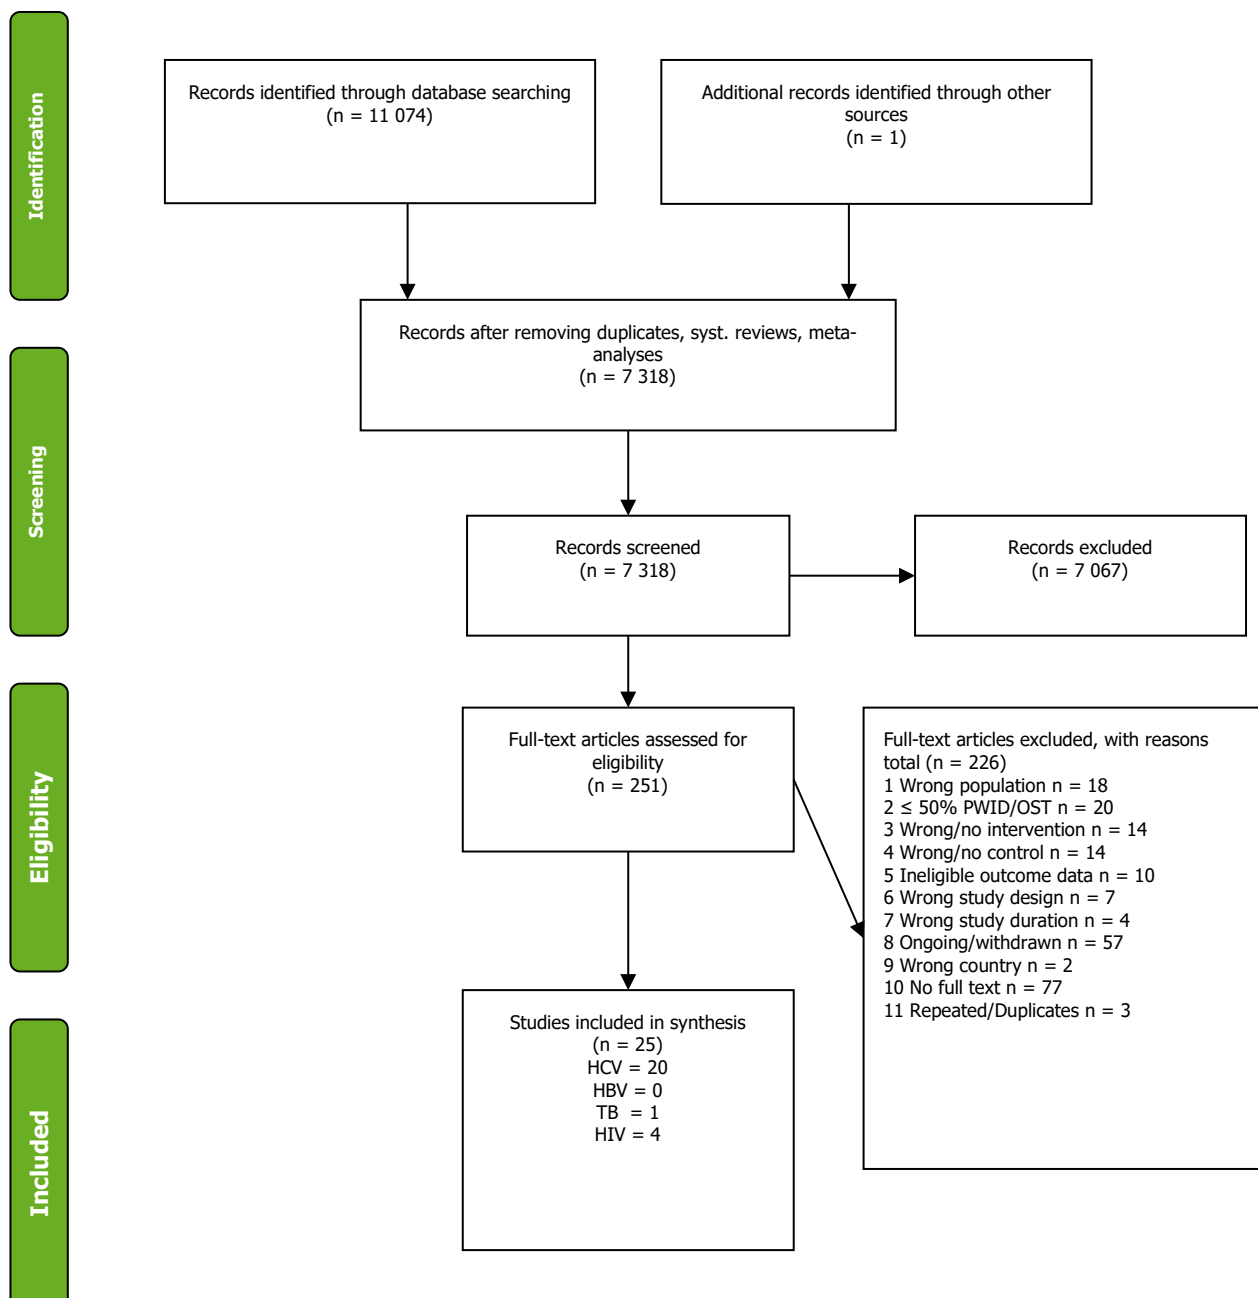 Identification
Records identified through database searching
(n = 11 074)
Additional records identified through other
sources
(n = 1)
Records after removing duplicates, syst. reviews, meta-
analyses
(n = 7 318)
Screening
Records screened
(n = 7 318)
Records excluded
(n = 7 067)
Eligibility
Full-text articles assessed for
eligibility
(n = 251)
Full-text articles excluded, with reasons
total (n = 226)
1 Wrong population n = 18
2 ≤ 50% PWID/OST n = 20
3 Wrong/no intervention n = 14
4 Wrong/no control n = 14
5 Ineligible outcome data n = 10
6 Wrong study design n = 7
7 Wrong study duration n = 4
8 Ongoing/withdrawn n = 57
9 Wrong country n = 2
10 No full text n = 77
11 Repeated/Duplicates n = 3
Included
Studies included in synthesis
(n = 25)
HCV = 20
HBV = 0
TB = 1
HIV = 4